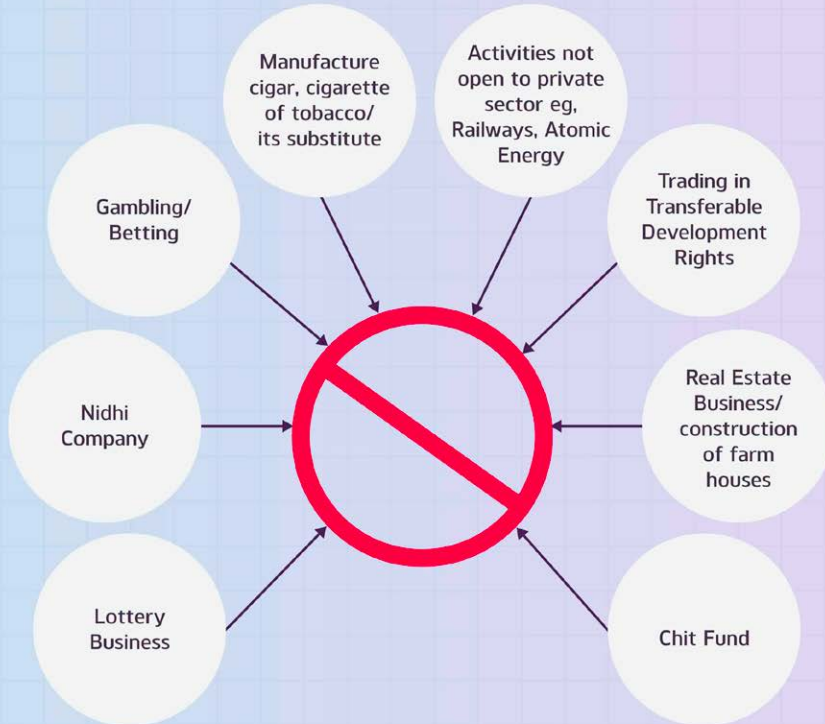 Manufacture
cigar, cigarette
of tobacco/
its substitute
Activities not
open to private
sector eg,
Railways, Atomic
Energy
Gambling/
Betting
Trading in
Transferable
Development
Rights
Nidhi
Company
Real Estate
Business/
construction
of farm
houses
Lottery
Business
Chit Fund